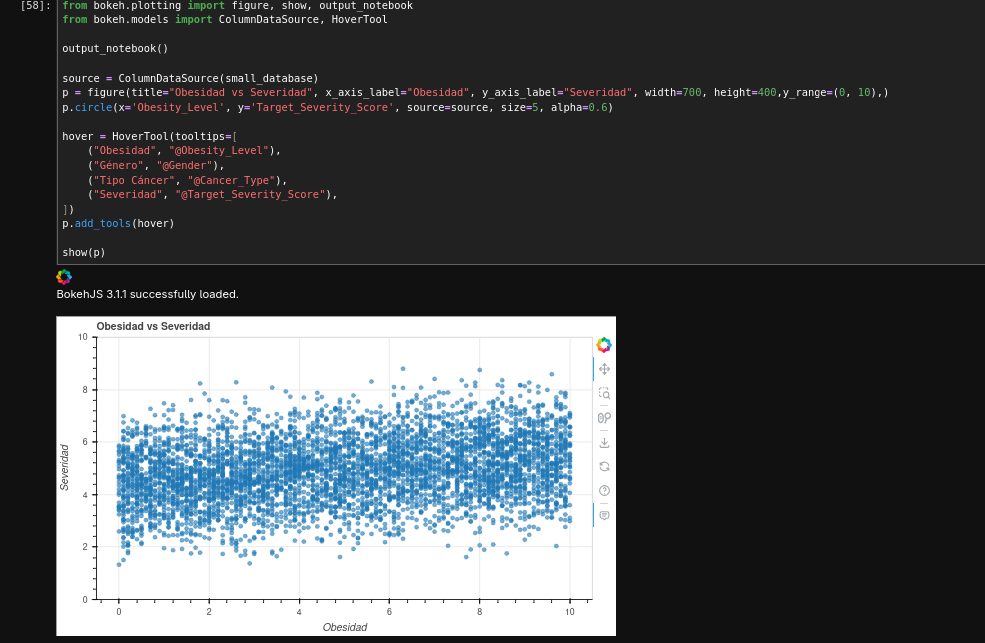 [58]: from bokeh.plotting import figure, show, output_notebook
from bokeh.models import ColumnDataSource, HoverTool
output_notebook()
source = ColumnDataSource(small_database)
p = figure(title="Obesidad vs Severidad", x_axis_label="Obesidad", y_axis_label="Severidad", width=700, height=400,y_range=(0, 10),)
p.circle(x='Obesity_Level', y='Target_Severity_Score', source=source, size=5, alpha=0.6)
hover = HoverTool(tooltips=[
("Obesidad", "@Obesity_Level"),
("Género", "@Gender"),
("Tipo Cáncer", "@Cancer_Type"),
("Severidad", "@Target_Severity_Score"),
])
p.add_tools(hover)
show(p)
BokehJS 3.1.1 successfully loaded.
Obesidad vs Severidad
10
8
6
4
2
0
Severidad
0 2 4 6 8 10
Obesidad